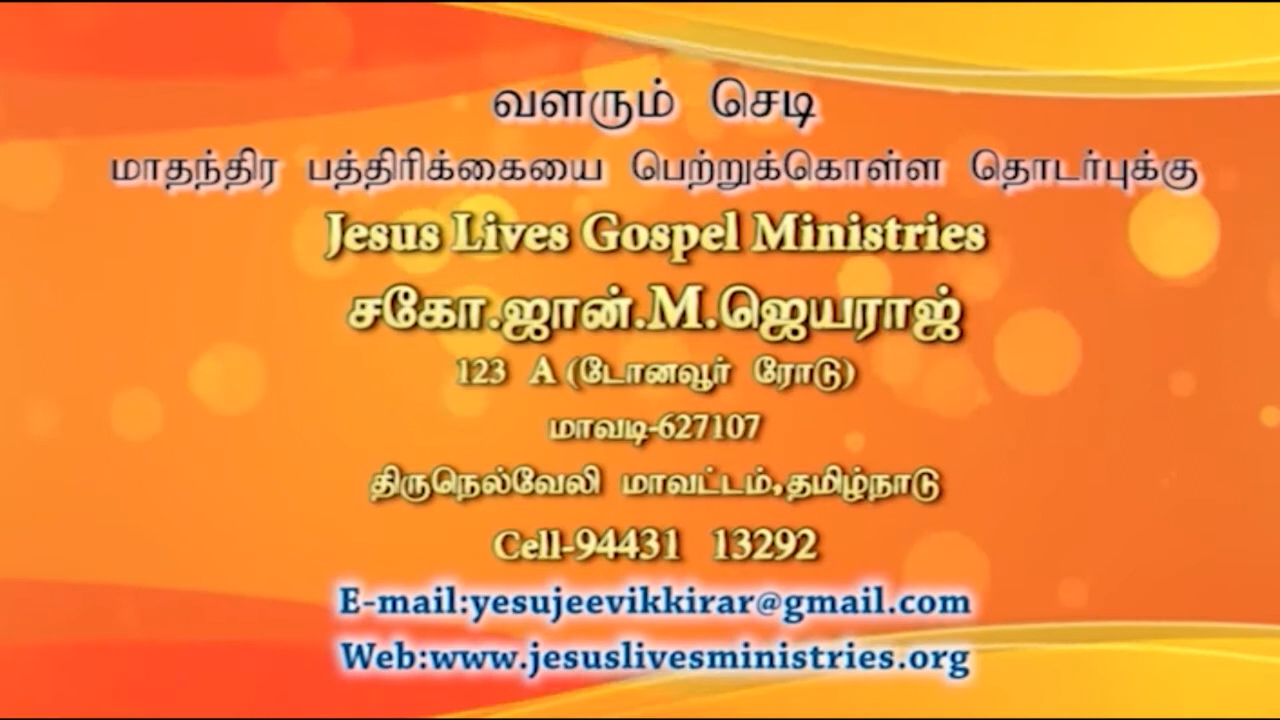 வளரும் செடி
மாதந்திர பத்திரிக்கையை பெற்றுக்கொள்ள தொடர்புக்கு
Jesus Lives Gospel Ministries
சகோ.ஜான்.M.ஜெயராஜ்
123 A (டோனவூர் ரோடு)
மாவடி-627107
திருநெல்வேலி மாவட்டம்,தமிழ்நாடு
Cell-94431 13292
E-mail:yesujeevikkirar@gmail.com
Web:www.jesuslivesministries.org